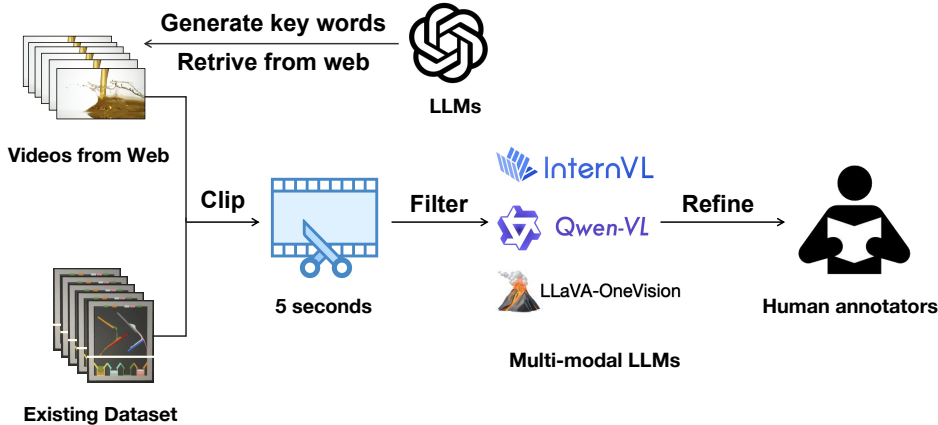 Generate key words
Retrive from web
LLMs
Videos from Web
Clip
Filter
Refine
InternVL
Qwen-VL
LLaVA-OneVision
5 seconds
Human annotators
Multi-modal LLMs
Existing Dataset